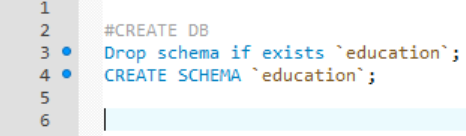 1
2 #CREATE DB
3 Drop schema if exists `education`;
4 CREATE SCHEMA `education`;
5
6